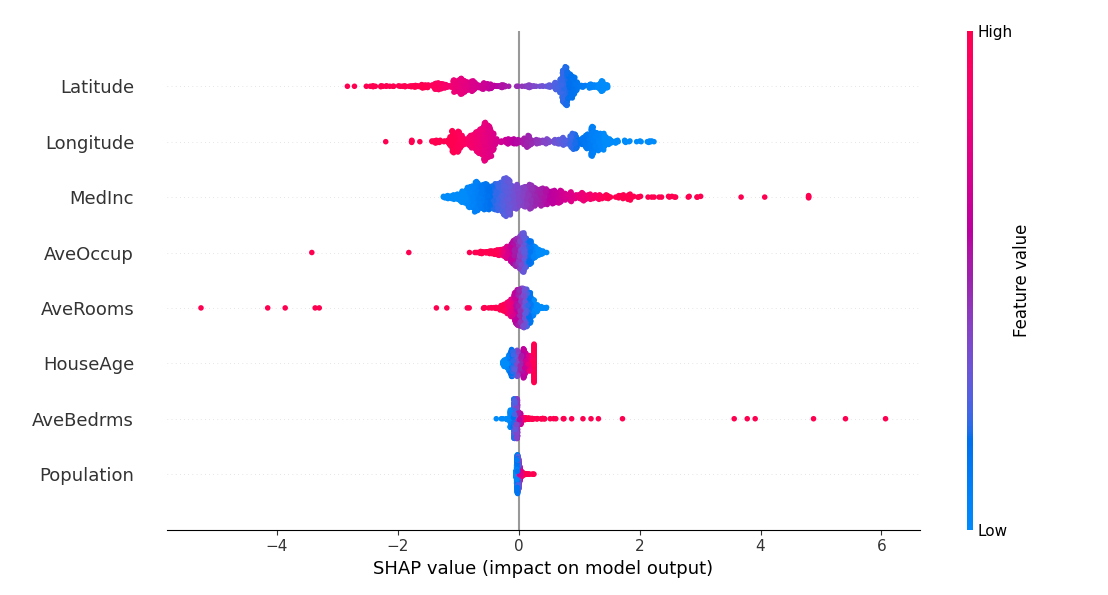 High
Latitude
Longitude
MedInc
AveOccup
AveRooms
HouseAge
AveBedrms
Population
Feature value
Low
−4 −2 0 2 4 6
SHAP value (impact on model output)